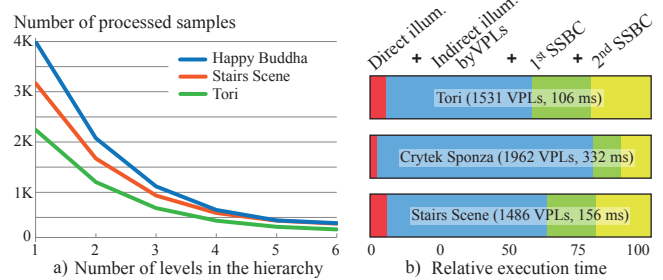 Number of processed samples
4K
3K
2K
1K
0
Happy Buddha
Stairs Scene
Tori
1 2 3 4 5 6
a) Number of levels in the hierarchy
Direct illum.
+
Indirect illum.
by VPLs
+
1st SSBC
+
2nd SSBC
Tori (1531 VPLs, 106 ms)
Crytek Sponza (1962 VPLs, 332 ms)
Stairs Scene (1486 VPLs, 156 ms)
0 0 50 75 100
b) Relative execution time